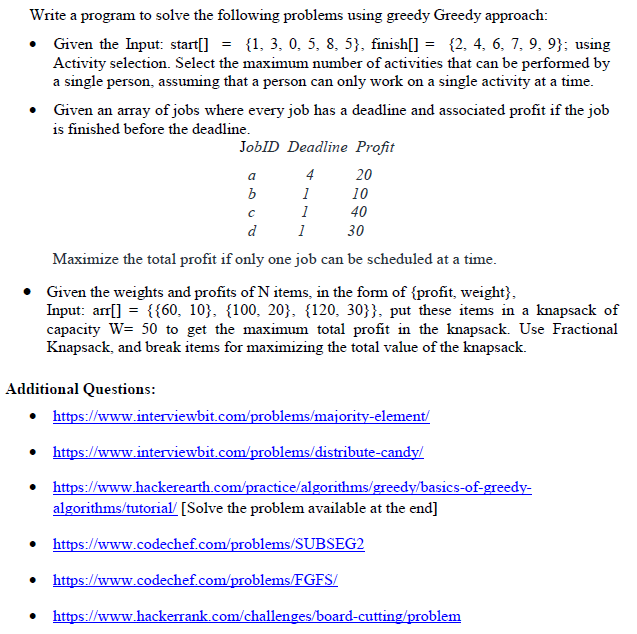 Write a program to solve the following problems using greedy Greedy approach:
• Given the Input: start[] = {1, 3, 0, 5, 8, 5}, finish[] = {2, 4, 6, 7, 9, 9}; using
Activity selection. Select the maximum number of activities that can be performed by
a single person, assuming that a person can only work on a single activity at a time.
• Given an array of jobs where every job has a deadline and associated profit if the job
is finished before the deadline.
JobID Deadline Profit
a 4 20
b 1 10
c 1 40
d 1 30
Maximize the total profit if only one job can be scheduled at a time.
• Given the weights and profits of N items, in the form of {profit, weight},
Input: arr[] = {{60, 10}, {100, 20}, {120, 30}}, put these items in a knapsack of
capacity W= 50 to get the maximum total profit in the knapsack. Use Fractional
Knapsack, and break items for maximizing the total value of the knapsack.
Additional Questions:
• https://www.interviewbit.com/problems/majority-element/
• https://www.interviewbit.com/problems/distribute-candy/
• https://www.hackerearth.com/practice/algorithms/greedy/basics-of-greedy-
algorithms/tutorial/ [Solve the problem available at the end]
• https://www.codechef.com/problems/SUBSEG2
• https://www.codechef.com/problems/FGFS/
• https://www.hackerrank.com/challenges/board-cutting/problem